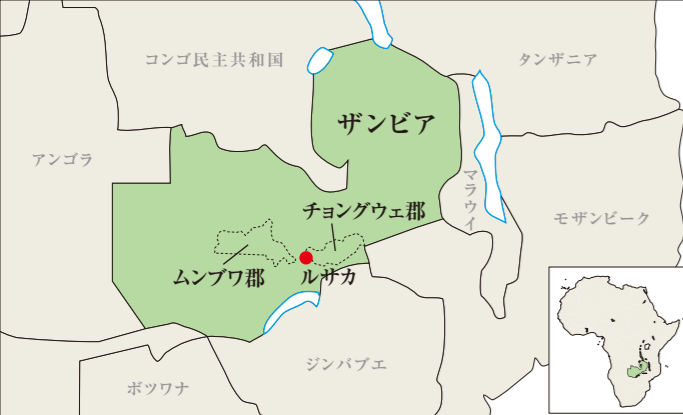 コンゴ民主共和国
タンザニア
ザンビア
アンゴラ
マラウイ
チョングウェ郡
モザンビーク
ムンブワ郡
ルサカ
ジンバブエ
ボツワナ